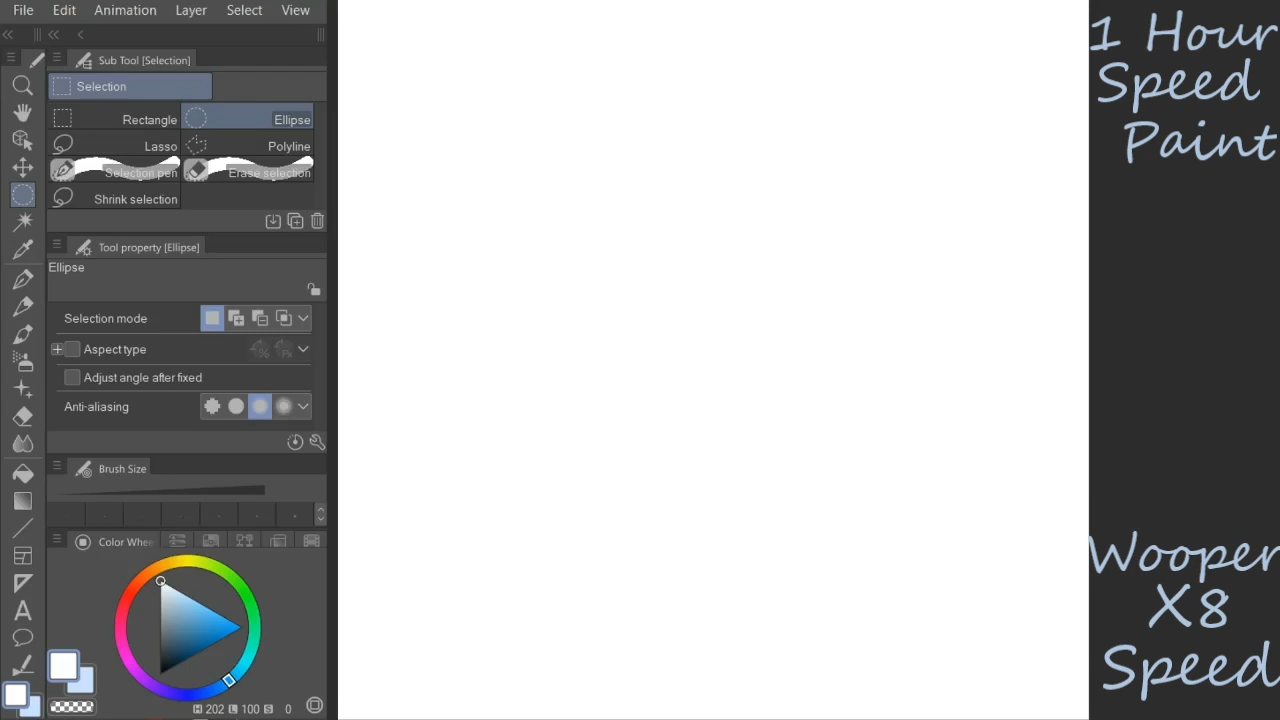 File Edit Animation Layer Select View
Sub Tool [Selection]
Selection
Rectangle Ellipse
Lasso Polyline
Selection pen Erase selection
Shrink selection
Tool property [Ellipse]
Ellipse
Selection mode
Aspect type
Adjust angle after fixed
Anti-aliasing
Brush Size
Color Whee
H 202 L 100 S 0
1 Hour
Speed
Paint
Wooper
X8
Speed